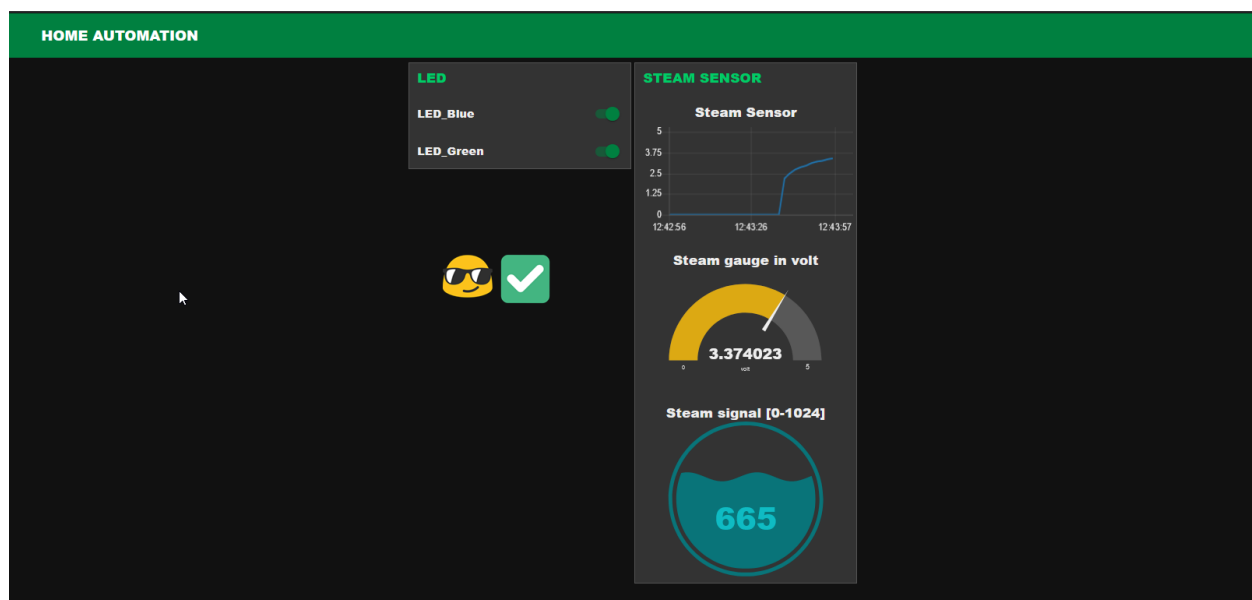 HOME AUTOMATION
LED
LED_Blue
LED_Green
STEAM SENSOR
Steam Sensor
5
3.75
2.5
1.25
0
12:42:56 12:43:26 12:43:57
Steam gauge in volt
3.374023
0 volt 5
Steam signal [0-1024]
665